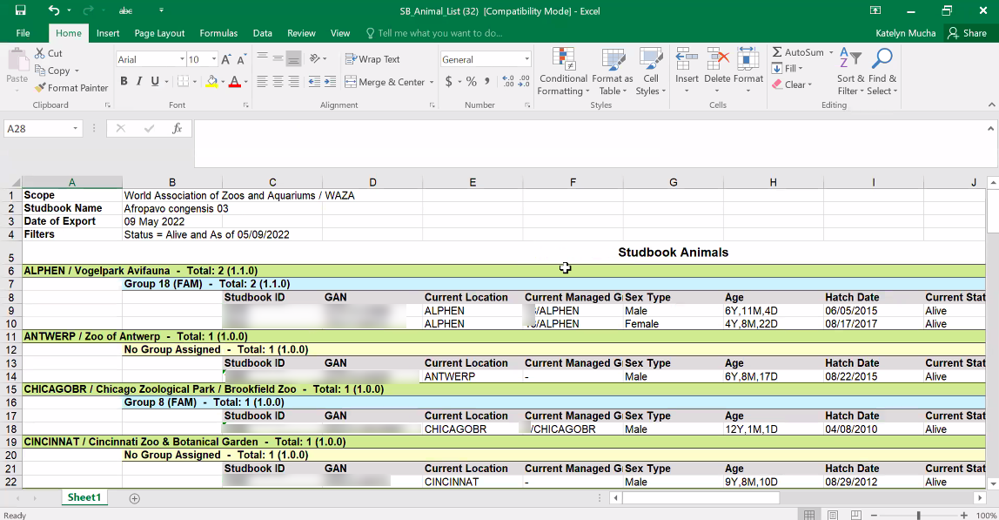 abc
SB_Animal_List (32) [Compatibility Mode] - Excel
File Home Insert Page Layout Formulas Data Review View Tell me what you want to do... Katelyn Mucha Share
Paste Cut Arial 10 A A Wrap Text General Conditional Format as Cell Insert Delete Format AutoSum Sort & Find &
Copy Formatting Table Styles Fill Filter Select
Format Painter B I U A Merge & Center $ % , Clear
Clipboard Font Alignment Number Styles Cells Editing
A28 fx
A B C D E F G H I J
1 Scope World Association of Zoos and Aquariums / WAZA
2 Studbook Name Afropavo congensis 03
3 Date of Export 09 May 2022
4 Filters Status = Alive and As of 05/09/2022
5 Studbook Animals
6 ALPHEN / Vogelpark Avifauna - Total: 2 (1.1.0)
7 Group 18 (FAM) - Total: 2 (1.1.0)
8 Studbook ID GAN Current Location Current Managed G Sex Type Age Hatch Date Current Stat
9 ALPHEN /ALPHEN Male 6Y,11M,4D 06/05/2015 Alive
10 ALPHEN /ALPHEN Female 4Y,8M,22D 08/17/2017 Alive
11 ANTWERP / Zoo of Antwerp - Total: 1 (1.0.0)
12 No Group Assigned - Total: 1 (1.0.0)
13 Studbook ID GAN Current Location Current Managed G Sex Type Age Hatch Date Current Stat
14 ANTWERP - Male 6Y,8M,17D 08/22/2015 Alive
15 CHICAGOBR / Chicago Zoological Park / Brookfield Zoo - Total: 1 (1.0.0)
16 Group 8 (FAM) - Total: 1 (1.0.0)
17 Studbook ID GAN Current Location Current Managed G Sex Type Age Hatch Date Current Stat
18 CHICAGOBR /CHICAGOBR Male 12Y,1M,1D 04/08/2010 Alive
19 CINCINNAT / Cincinnati Zoo & Botanical Garden - Total: 1 (1.0.0)
20 No Group Assigned - Total: 1 (1.0.0)
21 Studbook ID GAN Current Location Current Managed G Sex Type Age Hatch Date Current Stat
22 CINCINNAT - Male 9Y,8M,10D 08/29/2012 Alive
Sheet1
Ready 100%